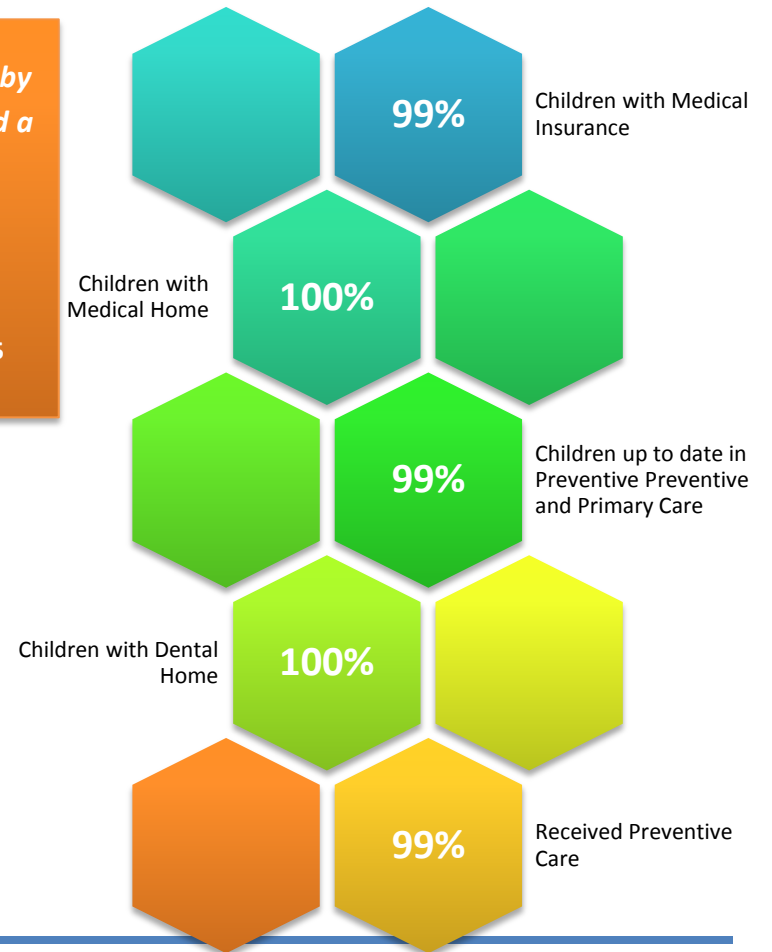 by
d a
s
99%
Children with Medical
Insurance
Children with
Medical Home
100%
99%
Children up to date in
Preventive Preventive
and Primary Care
Children with Dental
Home
100%
99%
Received Preventive
Care